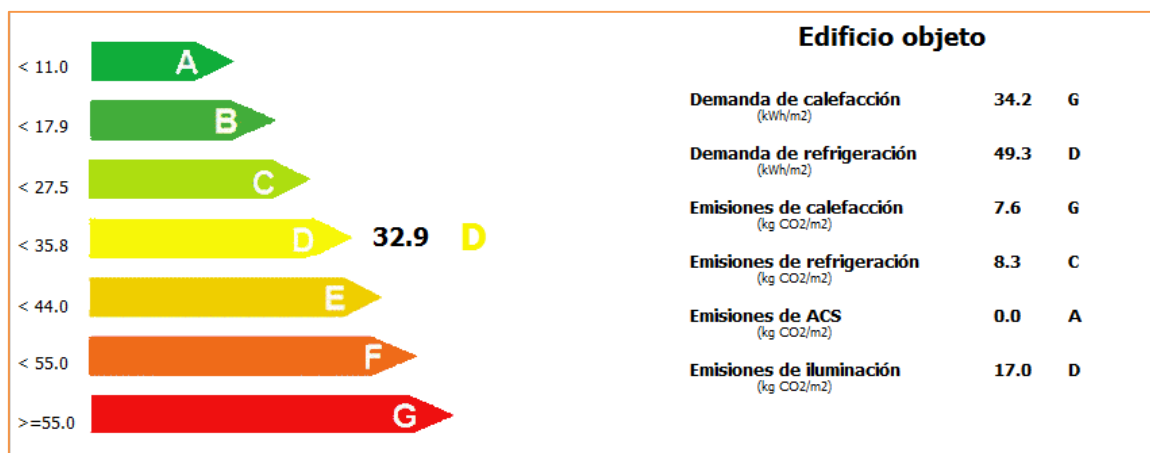 < 11.0 A
< 17.9 B
< 27.5 C
< 35.8 D 32.9 D
< 44.0 E
< 55.0 F
>=55.0 G
Edificio objeto
Demanda de calefacción 34.2 G
(kWh/m2)
Demanda de refrigeración 49.3 D
(kWh/m2)
Emisiones de calefacción 7.6 G
(kg CO2/m2)
Emisiones de refrigeración 8.3 C
(kg CO2/m2)
Emisiones de ACS 0.0 A
(kg CO2/m2)
Emisiones de iluminación 17.0 D
(kg CO2/m2)